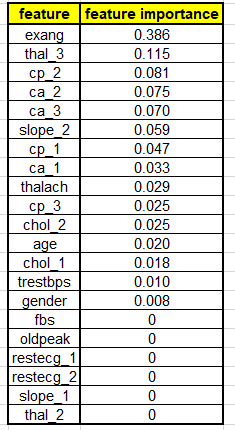 feature feature importance
exang 0.386
thal_3 0.115
cp_2 0.081
ca_2 0.075
ca_3 0.070
slope_2 0.059
cp_1 0.047
ca_1 0.033
thalach 0.029
cp_3 0.025
chol_2 0.025
age 0.020
chol_1 0.018
trestbps 0.010
gender 0.008
fbs 0
oldpeak 0
restecg_1 0
restecg_2 0
slope_1 0
thal_2 0